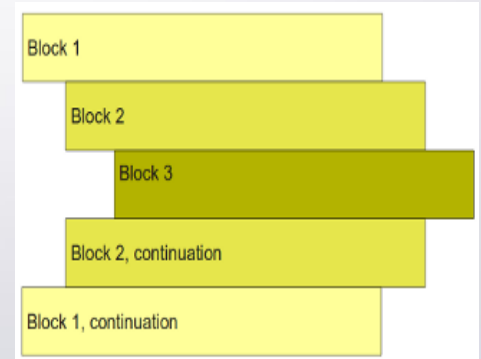 Block 1
Block 2
Block 3
Block 2, continuation
Block 1, continuation